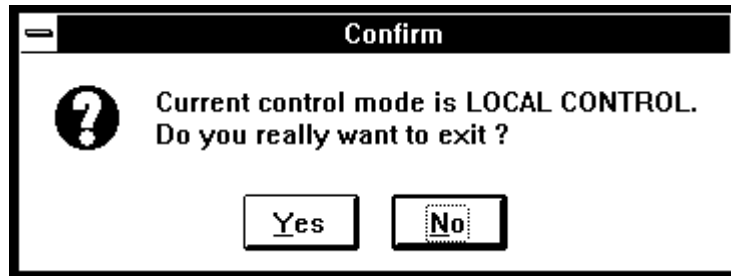 Confirm
Current control mode is LOCAL CONTROL.
Do you really want to exit ?
Yes No